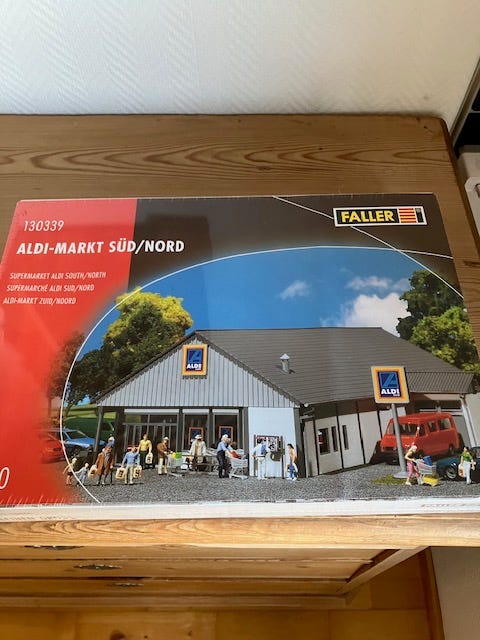 130339
FALLER
ALDI-MARKT SÜD/NORD
SUPERMARKET ALDI SOUTH/NORTH
SUPERMARCHÉ ALDI SUD/NORD
ALDI-MARKT ZUID/NOORD
ALDI
ALDI
0